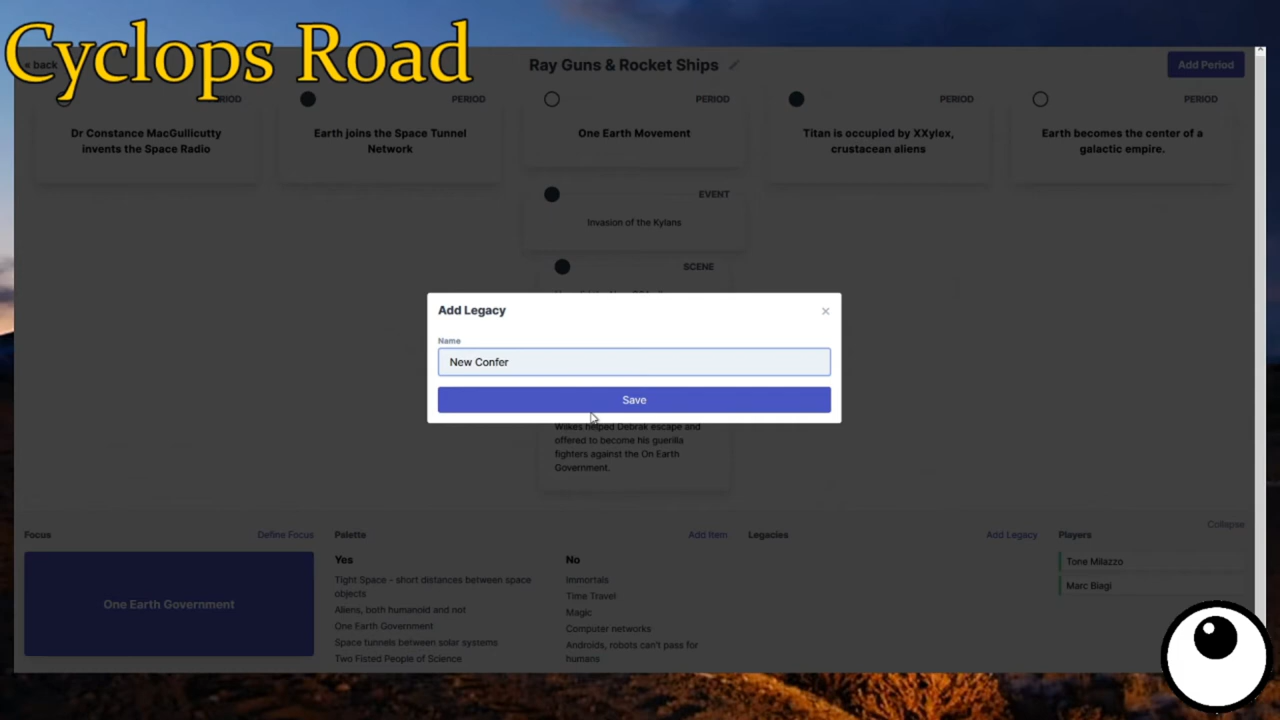 Cyclops Road
« back
Ray Guns & Rocket Ships
Add Period
PERIOD
PERIOD
PERIOD
PERIOD
Dr Constance MacGullicutty
invents the Space Radio
Earth joins the Space Tunnel
Network
One Earth Movement
Titan is occupied by XXylex,
crustacean aliens
Earth becomes the center of a
galactic empire.
EVENT
Invasion of the Kylans
SCENE
Add Legacy
×
Name
New Confer
Save
Wilkes helped Debrak escape and
offered to become his guerilla
fighters against the On Earth
Government.
Collapse
Focus
Define Focus
Palette
Add Item
Legacies
Add Legacy
Players
One Earth Government
Yes
Tight Space - short distances between space
objects
Aliens, both humanoid and not
One Earth Government
Space tunnels between solar systems
Two Fisted People of Science
No
Immortals
Time Travel
Magic
Computer networks
Androids, robots can't pass for
humans
Tone Milazzo
Marc Biagi